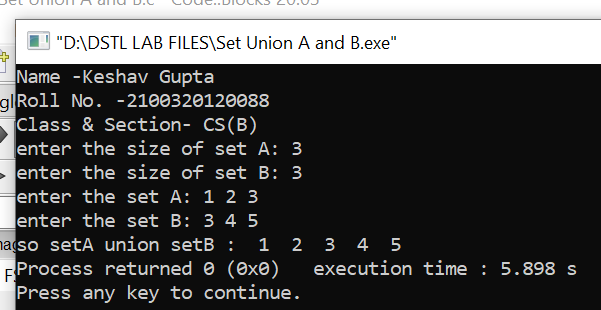 Set Union A and B.c - Code::Blocks 20.03
"D:\DSTL LAB FILES\Set Union A and B.exe"
Name -Keshav Gupta
Roll No. -2100320120088
Class & Section- CS(B)
enter the size of set A: 3
enter the size of set B: 3
enter the set A: 1 2 3
enter the set B: 3 4 5
so setA union setB :  1  2  3  4  5
Process returned 0 (0x0)   execution time : 5.898 s
Press any key to continue.